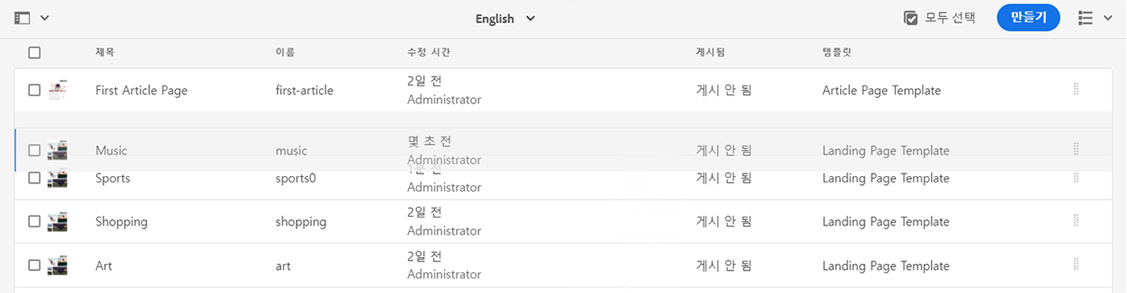 English
모두 선택
만들기
제목 이름 수정 시간 게시됨 템플릿
First Article Page first-article 2일 전 게시 안 됨 Article Page Template
Administrator
몇 초 전
Music music 게시 안 됨 Landing Page Template
Administrator
1분 전
Sports sports0 게시 안 됨 Landing Page Template
Administrator
2일 전
Shopping shopping 게시 안 됨 Landing Page Template
Administrator
2일 전
Art art 게시 안 됨 Landing Page Template
Administrator